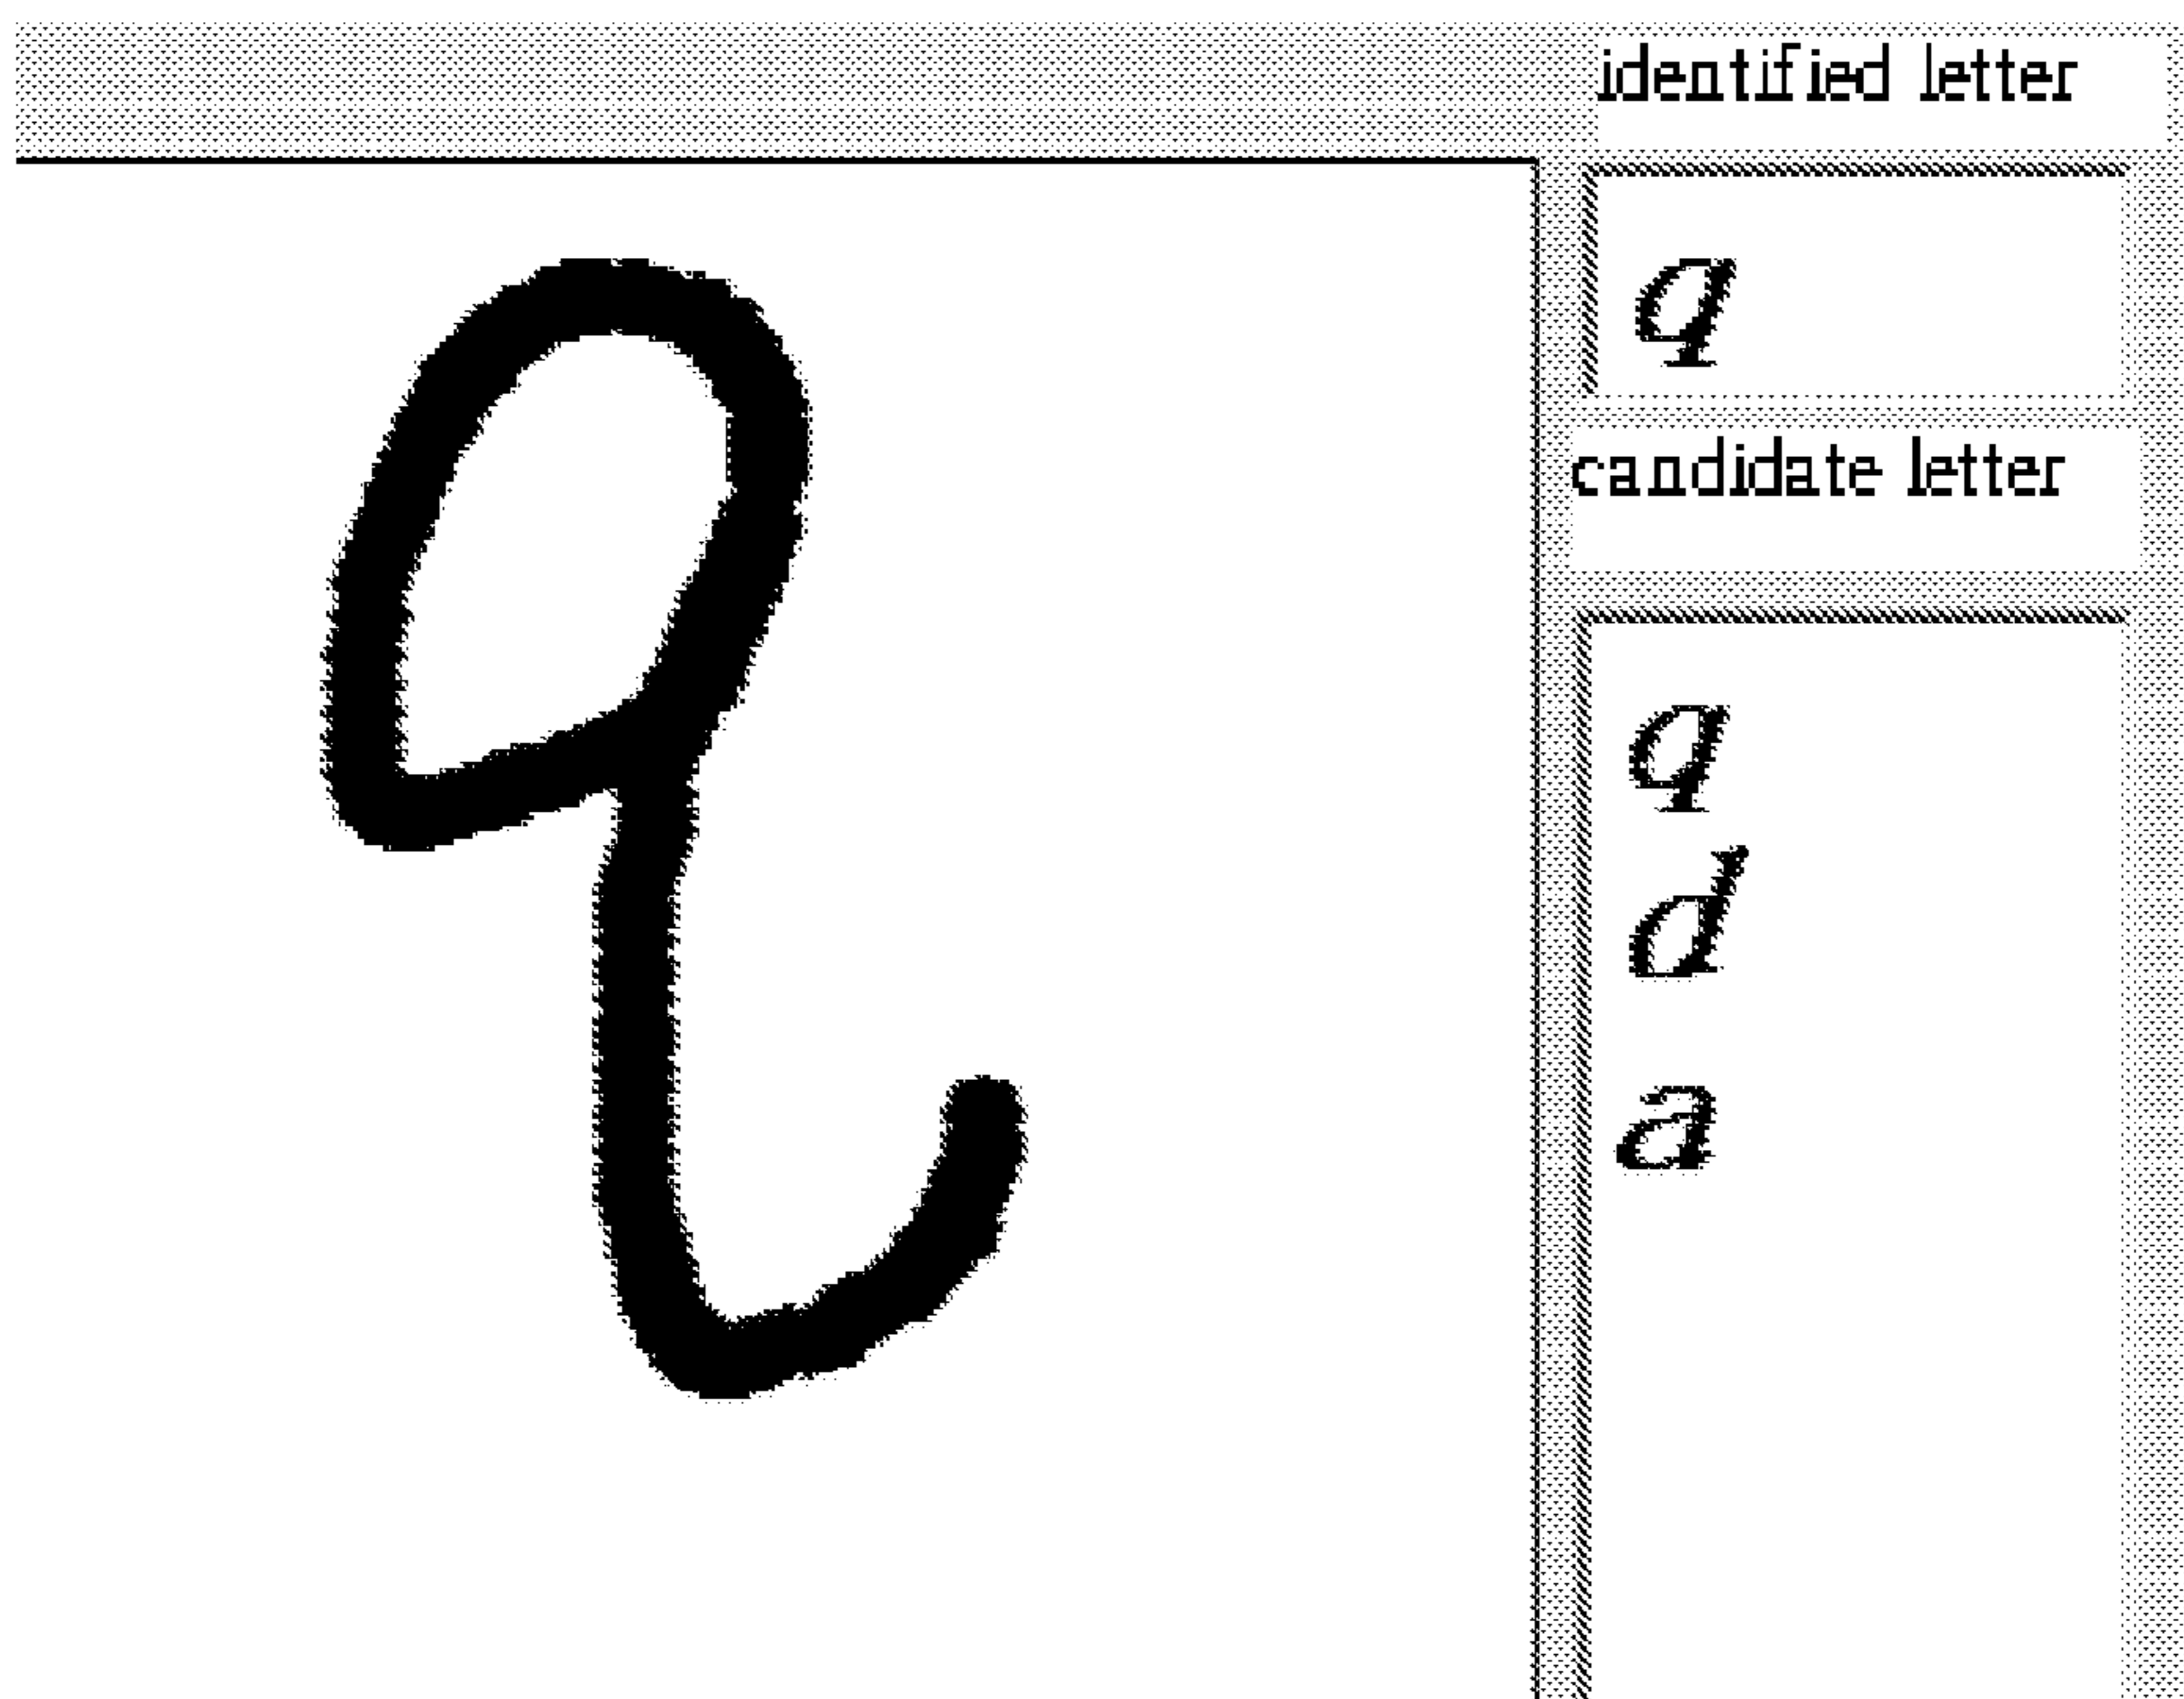 identified letter
q
q
candidate letter
q
d
a